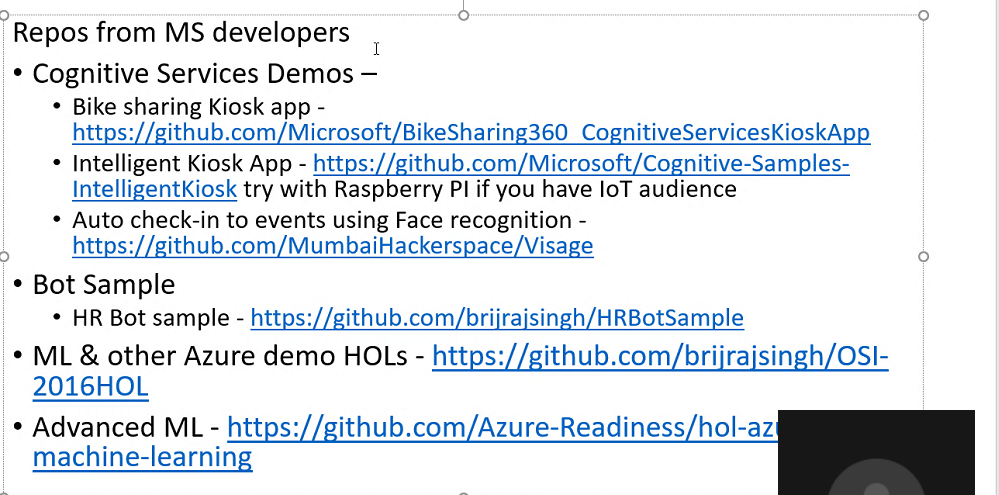 Repos from MS developers
• Cognitive Services Demos –
• Bike sharing Kiosk app -
https://github.com/Microsoft/BikeSharing360_CognitiveServicesKioskApp
• Intelligent Kiosk App - https://github.com/Microsoft/Cognitive-Samples-
IntelligentKiosk try with Raspberry PI if you have IoT audience
• Auto check-in to events using Face recognition -
https://github.com/MumbaiHackerspace/Visage
• Bot Sample
• HR Bot sample - https://github.com/brijrajsingh/HRBotSample
• ML & other Azure demo HOLs - https://github.com/brijrajsingh/OSI-
2016HOL
• Advanced ML - https://github.com/Azure-Readiness/hol-az
machine-learning